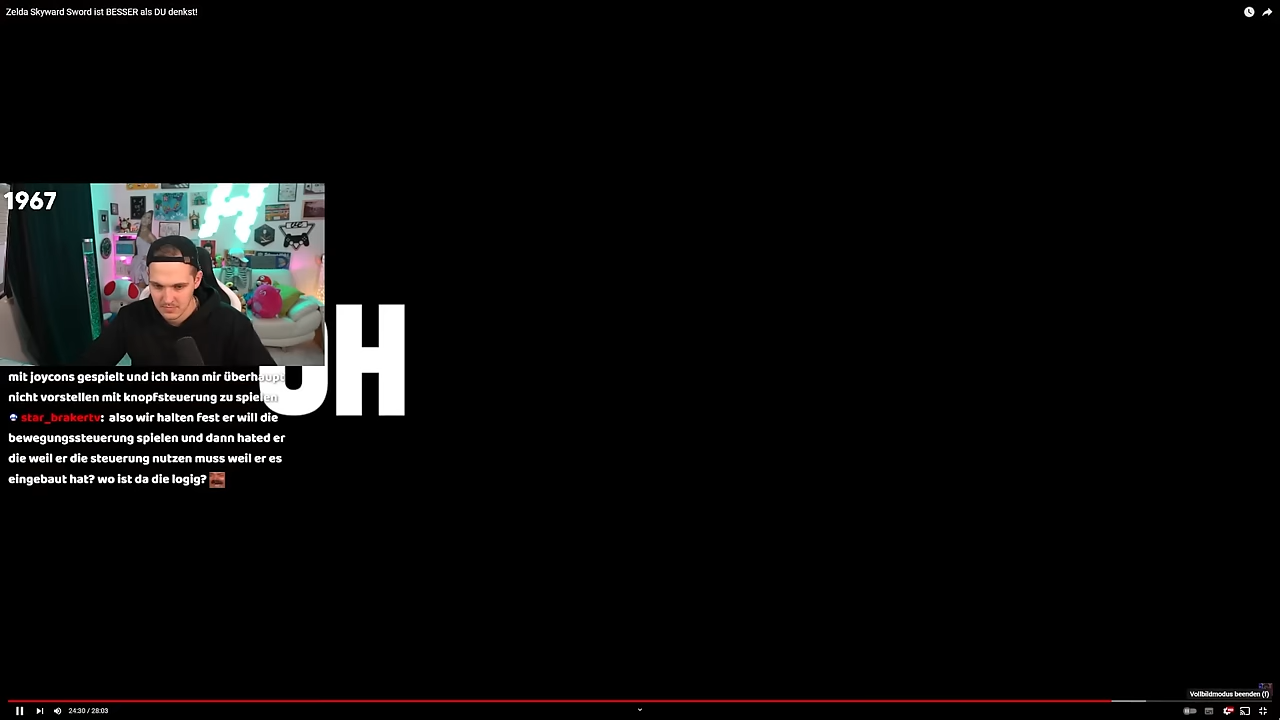 Zelda Skyward Sword ist BESSER als DU denkst!
1967
OH
mit joycons gespielt und ich kann mir überhaupt
nicht vorstellen mit knopfsteuerung zu spielen
star_brakertv: also wir halten fest er will die
bewegungssteuerung spielen und dann hated er
die weil er die steuerung nutzen muss weil er es
eingebaut hat? wo ist da die logig?
Vollbildmodus beenden (f)
24:30 / 28:03